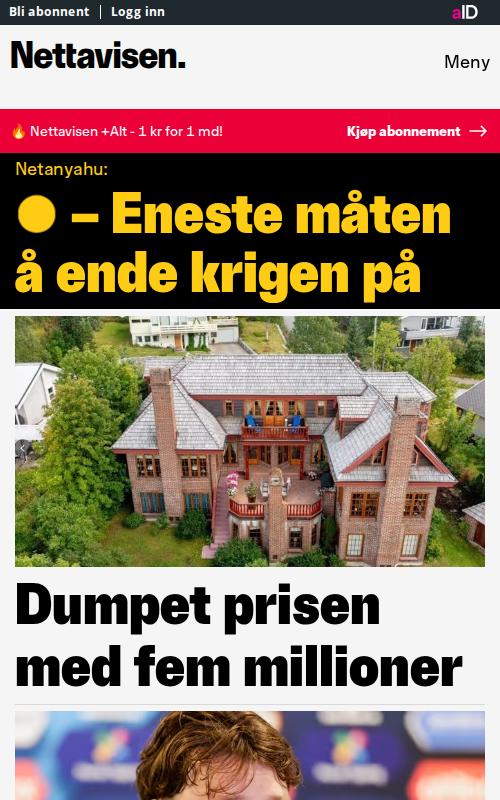 Bli abonnent
Logg inn
aID
Nettavisen.
Meny
🔥 Nettavisen +Alt - 1 kr for 1 md!
Kjøp abonnement →
Netanyahu:
– Eneste måten
å ende krigen på
Dumpet prisen
med fem millioner